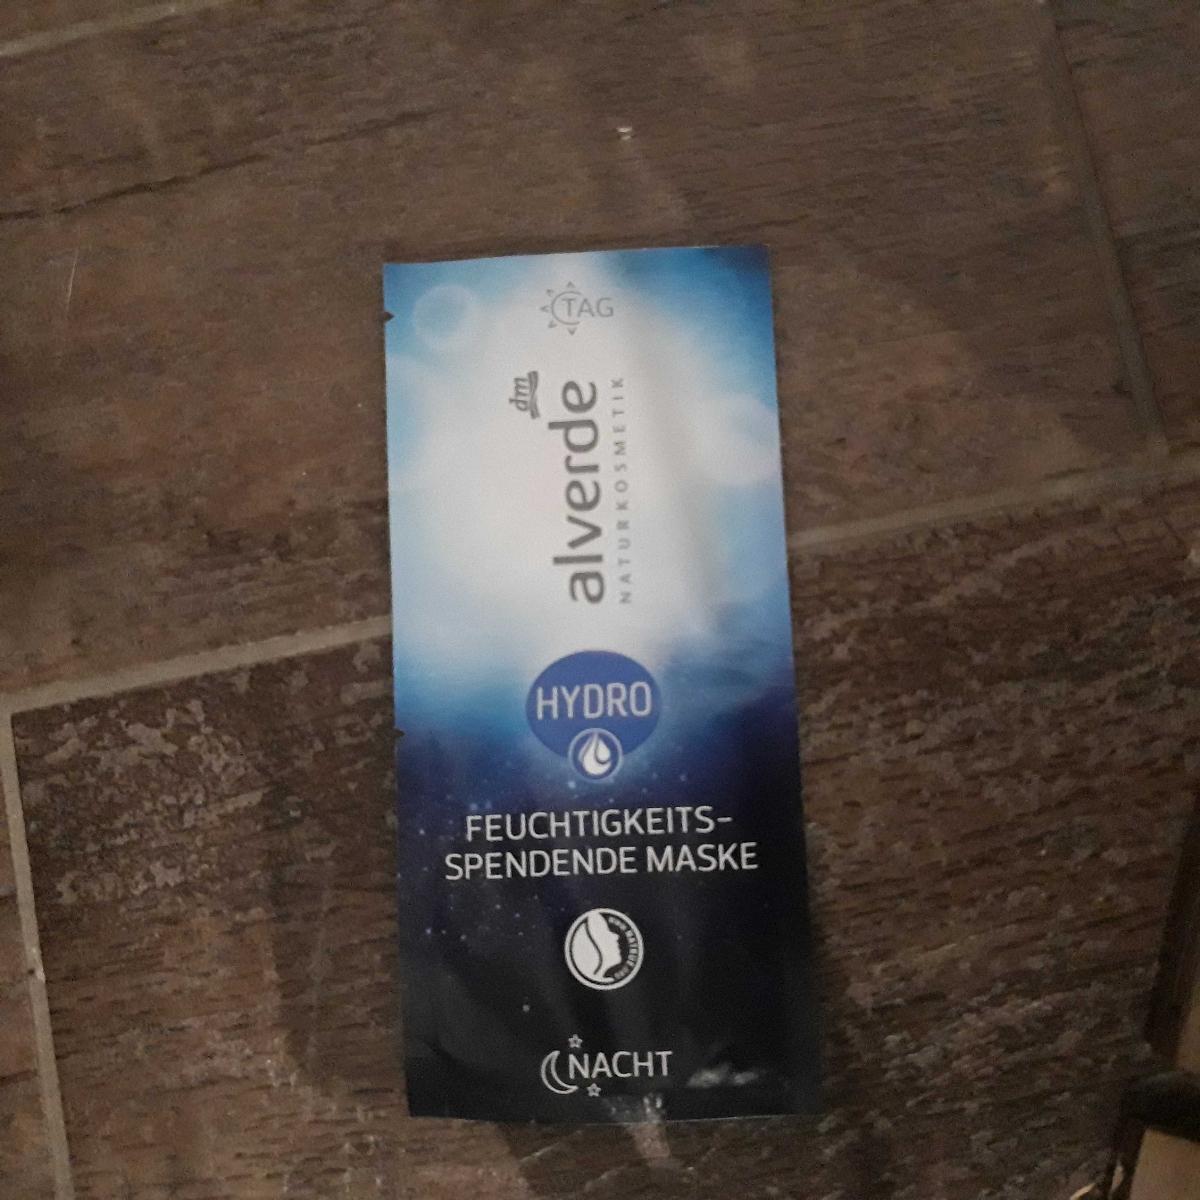 TAG
dm
alverde
NATURKOSMETIK
HYDRO
FEUCHTIGKEITS-
SPENDENDE MASKE
NACHT